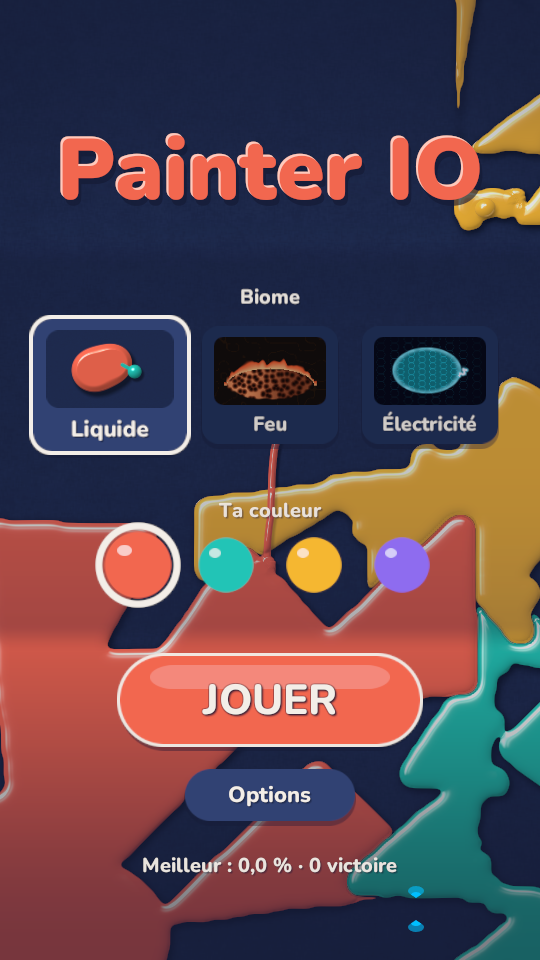 Painter IO
Biome
Liquide
Feu
Électricité
Ta couleur
JOUER
Options
Meilleur : 0,0 % · 0 victoire